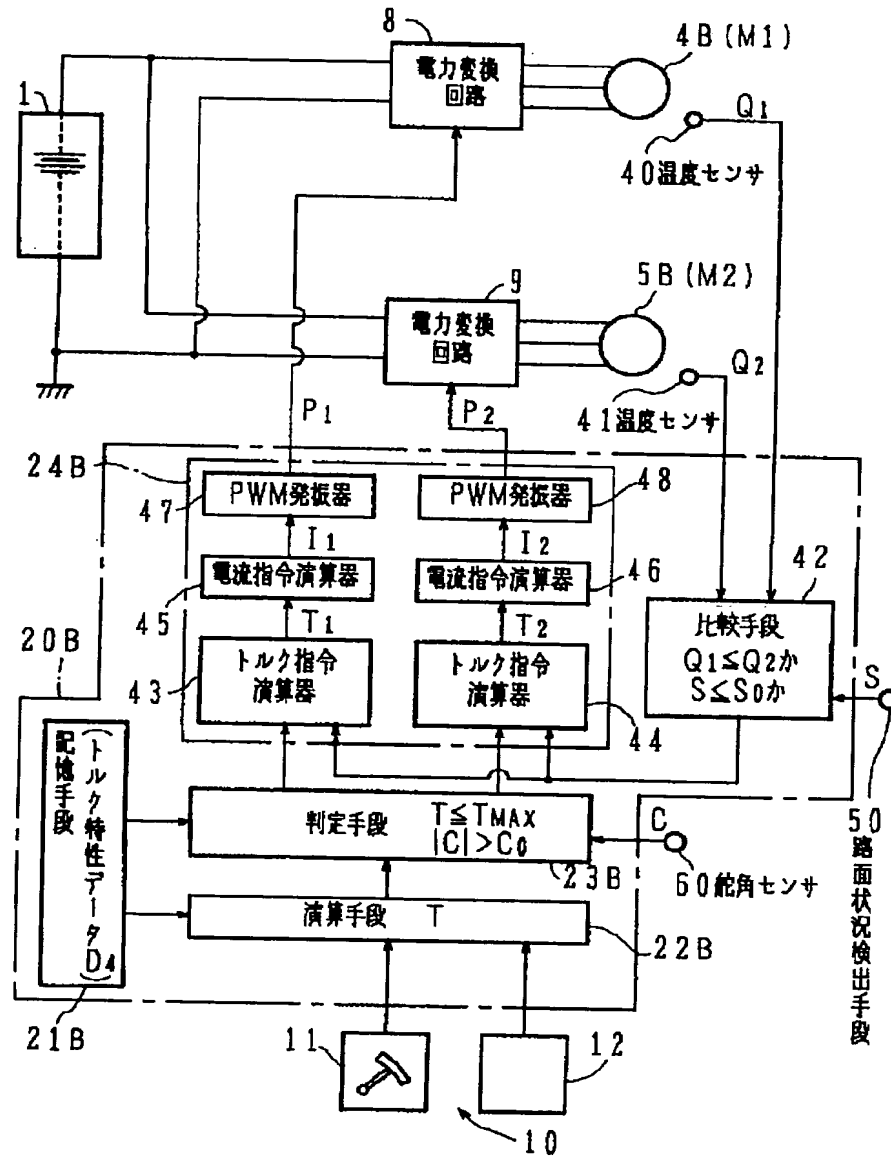 8
4B(M1)
電力変換
回路
1
Q1
40温度センサ
9
5B(M2)
電力変換
回路
Q2
41温度センサ
P1
P2
24B
47
PWM発振器
PWM発振器
48
I1
I2
電流指令演算器
電流指令演算器
46
45
42
T1
T2
比較手段
Q1≦Q2か
S≦S0か
S
20B
43
トルク指令
演算器
トルク指令
演算器
44
記憶手段
(トルク特性データD4)
判定手段
T≦TMAX
|C|>C0
C
50路面状況検出手段
23B
60舵角センサ
演算手段 T
22B
21B
11
12
10